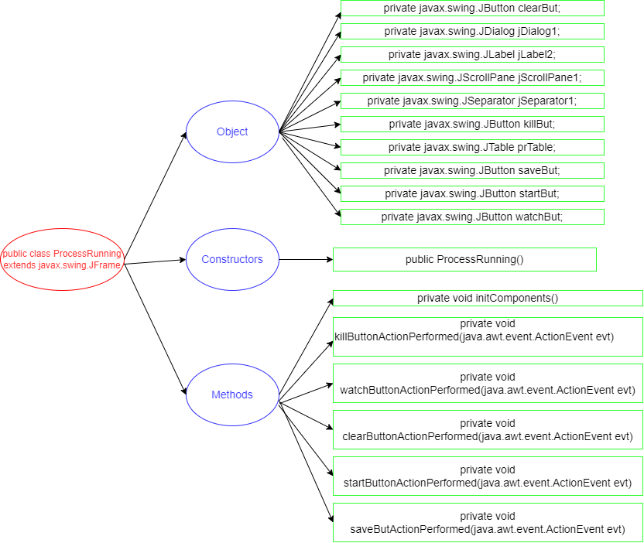 private javax.swing.JButton clearBut;
private javax.swing.JDialog jDialog1;
private javax.swing.JLabel jLabel2;
private javax.swing.JScrollPane jScrollPane1;
private javax.swing.JSeparator jSeparator1;
private javax.swing.JButton killBut;
private javax.swing.JTable prTable;
private javax.swing.JButton saveBut;
private javax.swing.JButton startBut;
private javax.swing.JButton watchBut;
Object
public class ProcessRunning
extends javax.swing.JFrame
Constructors
public ProcessRunning()
Methods
private void initComponents()
private void
killButtonActionPerformed(java.awt.event.ActionEvent evt)
private void
watchButtonActionPerformed(java.awt.event.ActionEvent evt)
private void
clearButtonActionPerformed(java.awt.event.ActionEvent evt)
private void
startButtonActionPerformed(java.awt.event.ActionEvent evt)
private void
saveButActionPerformed(java.awt.event.ActionEvent evt)